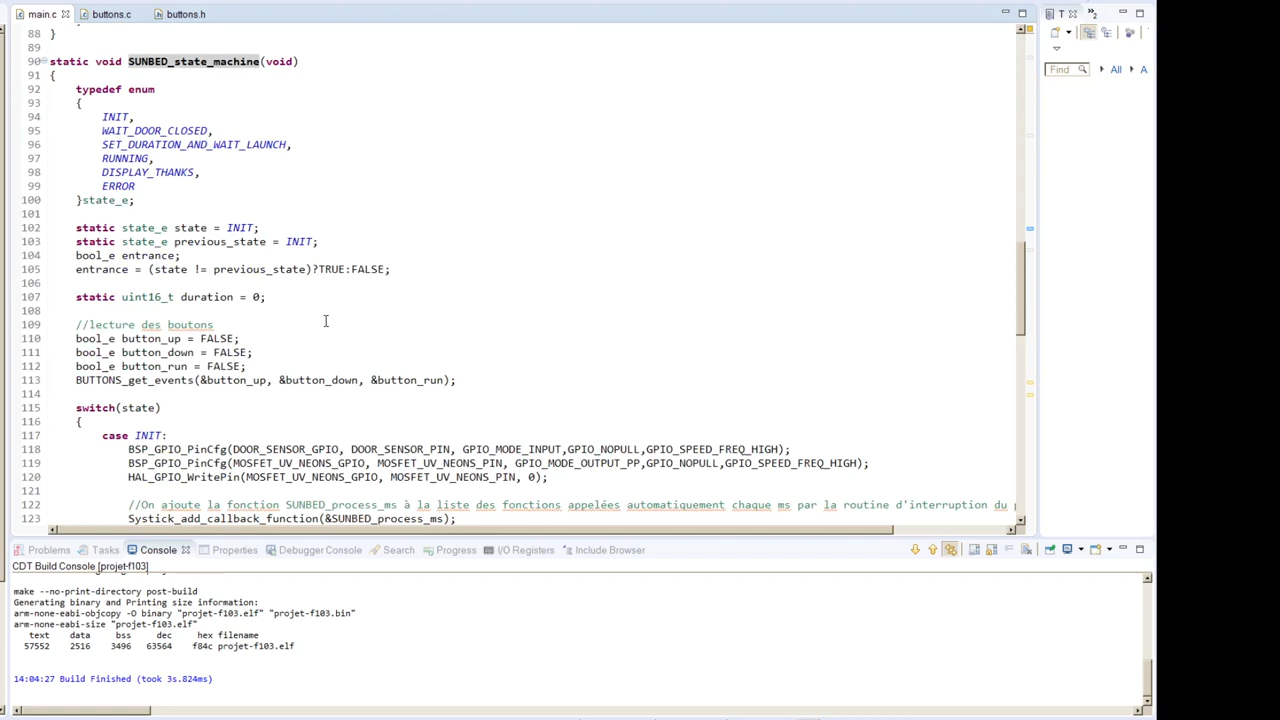 main.c
buttons.c
buttons.h
T
88 }
89
90 static void SUNBED_state_machine(void)
91 {
92 typedef enum
93 {
94 INIT,
95 WAIT_DOOR_CLOSED,
96 SET_DURATION_AND_WAIT_LAUNCH,
97 RUNNING,
98 DISPLAY_THANKS,
99 ERROR
100 }state_e;
101
102 static state_e state = INIT;
103 static state_e previous_state = INIT;
104 bool_e entrance;
105 entrance = (state != previous_state)?TRUE:FALSE;
106
107 static uint16_t duration = 0;
108
109 //lecture des boutons
110 bool_e button_up = FALSE;
111 bool_e button_down = FALSE;
112 bool_e button_run = FALSE;
113 BUTTONS_get_events(&button_up, &button_down, &button_run);
114
115 switch(state)
116 {
117 case INIT:
118 BSP_GPIO_PinCfg(DOOR_SENSOR_GPIO, DOOR_SENSOR_PIN, GPIO_MODE_INPUT,GPIO_NOPULL,GPIO_SPEED_FREQ_HIGH);
119 BSP_GPIO_PinCfg(MOSFET_UV_NEONS_GPIO, MOSFET_UV_NEONS_PIN, GPIO_MODE_OUTPUT_PP,GPIO_NOPULL,GPIO_SPEED_FREQ_HIGH);
120 HAL_GPIO_WritePin(MOSFET_UV_NEONS_GPIO, MOSFET_UV_NEONS_PIN, 0);
121
122 //On ajoute la fonction SUNBED_process_ms à la liste des fonctions appelées automatiquement chaque ms par la routine d'interruption du
123 Systick_add_callback_function(&SUNBED_process_ms);
Find All A
Problems Tasks Console Properties Debugger Console Search Progress I/O Registers Include Browser
CDT Build Console [projet-f103]
make --no-print-directory post-build
Generating binary and Printing size information:
arm-none-eabi-objcopy -O binary "projet-f103.elf" "projet-f103.bin"
arm-none-eabi-size "projet-f103.elf"
text data bss dec hex filename
57552 2516 3496 63564 f84c projet-f103.elf
14:04:27 Build Finished (took 3s.824ms)